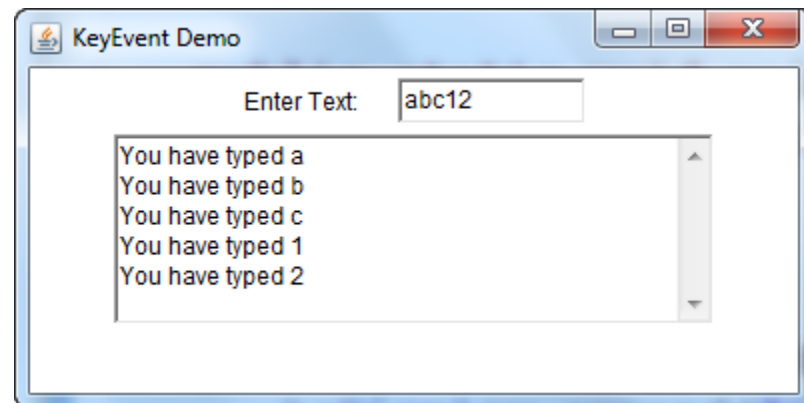 KeyEvent Demo
Enter Text: abc12
You have typed a
You have typed b
You have typed c
You have typed 1
You have typed 2